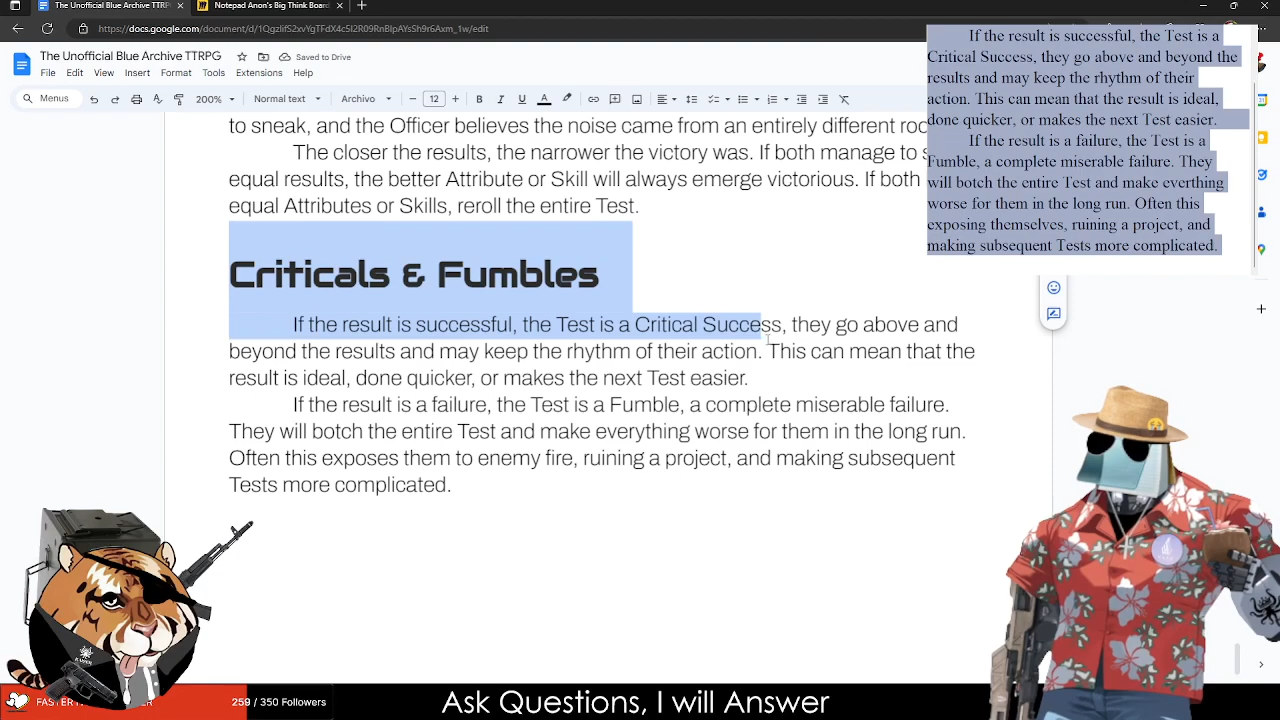 The Unofficial Blue Archive TTRP
Notepad Anon's Big Think Board
https://docs.google.com/document/d/
The Unofficial Blue Archive TTRPG
Saved to Drive
File Edit View Insert Format Tools Extensions Help
Menus 200% Normal text Archivo 12
to sneak, and the Officer believes the noise came from an entirely different
The closer the results, the narrower the victory was. If both manage to
equal results, the better Attribute or Skill will always emerge victorious. If both
equal Attributes or Skills, reroll the entire Test.
Criticals & Fumbles
If the result is successful, the Test is a Critical Success, they go above and
beyond the results and may keep the rhythm of their action. This can mean that the
result is ideal, done quicker, or makes the next Test easier.
If the result is a failure, the Test is a Fumble, a complete miserable failure.
They will botch the entire Test and make everything worse for them in the long run.
Often this exposes them to enemy fire, ruining a project, and making subsequent
Tests more complicated.
If the result is successful, the Test is a
Critical Success, they go above and beyond the
results and may keep the rhythm of their
action. This can mean that the result is ideal,
done quicker, or makes the next Test easier.
If the result is a failure, the Test is a
Fumble, a complete miserable failure. They
will botch the entire Test and make everthing
worse for them in the long run. Often this
exposing themselves, ruining a project, and
making subsequent Tests more complicated.
259 / 350 Followers
Ask Questions, I will Answer